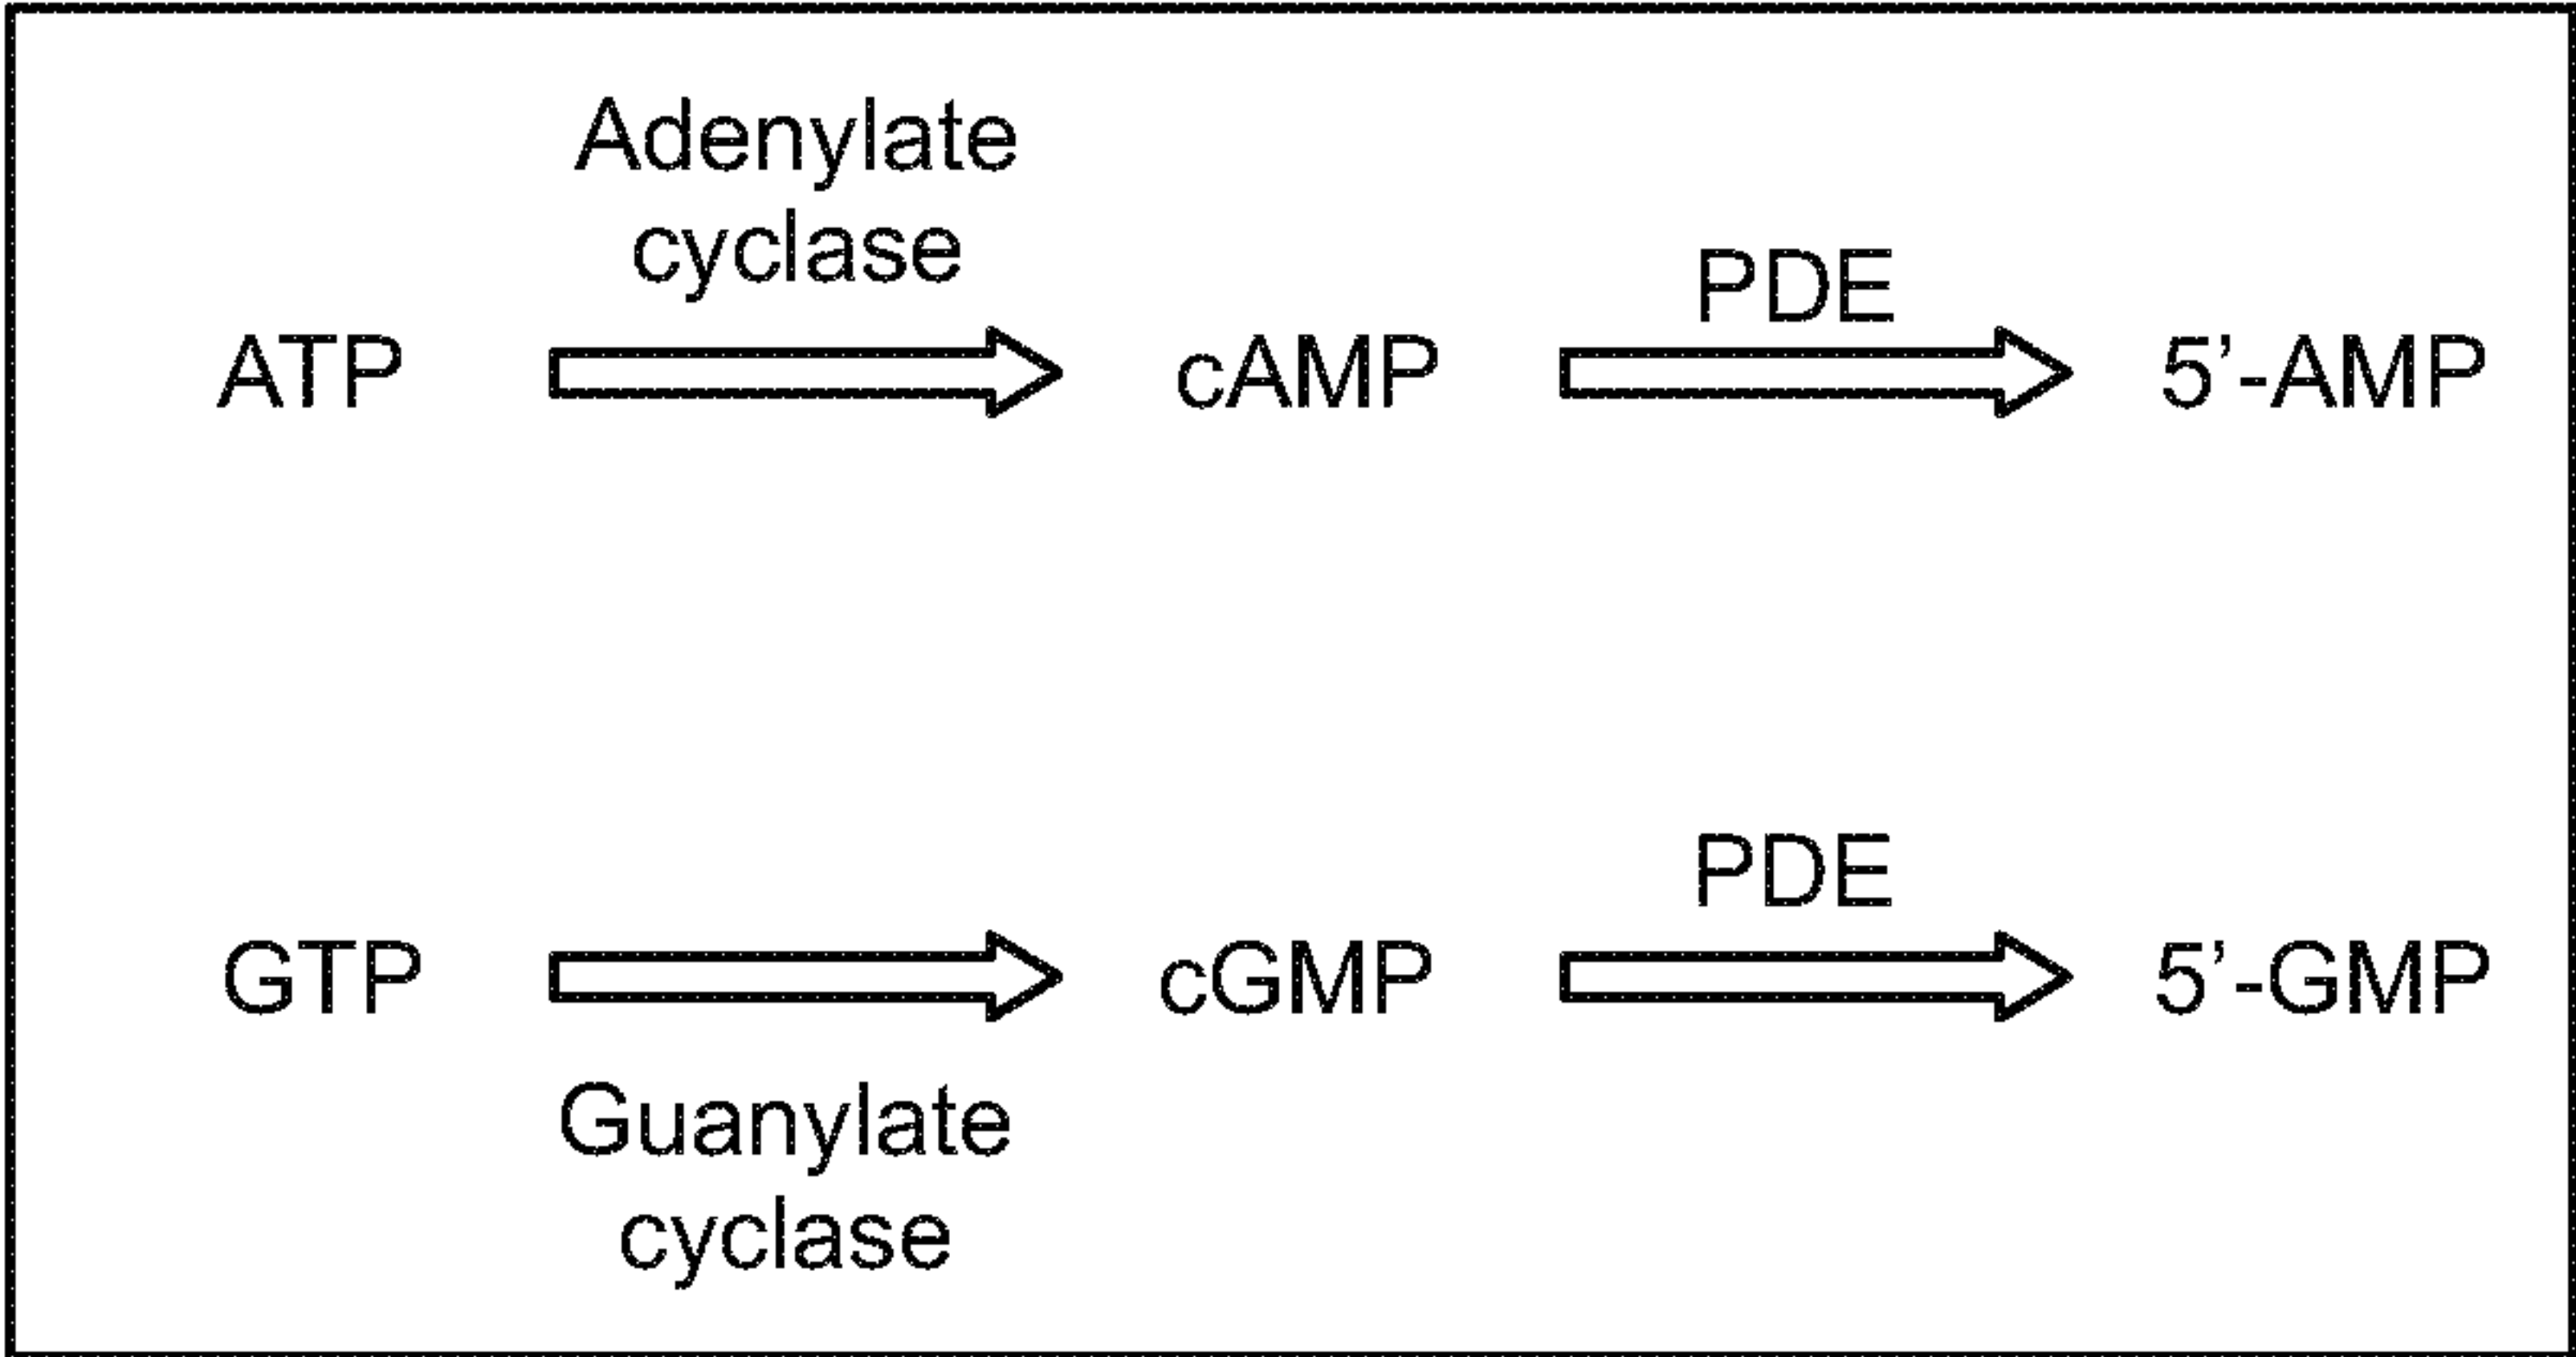 Adenylate
cyclase
PDE
ATP
cAMP
5’-AMP
PDE
GTP
cGMP
5’-GMP
Guanylate
cyclase